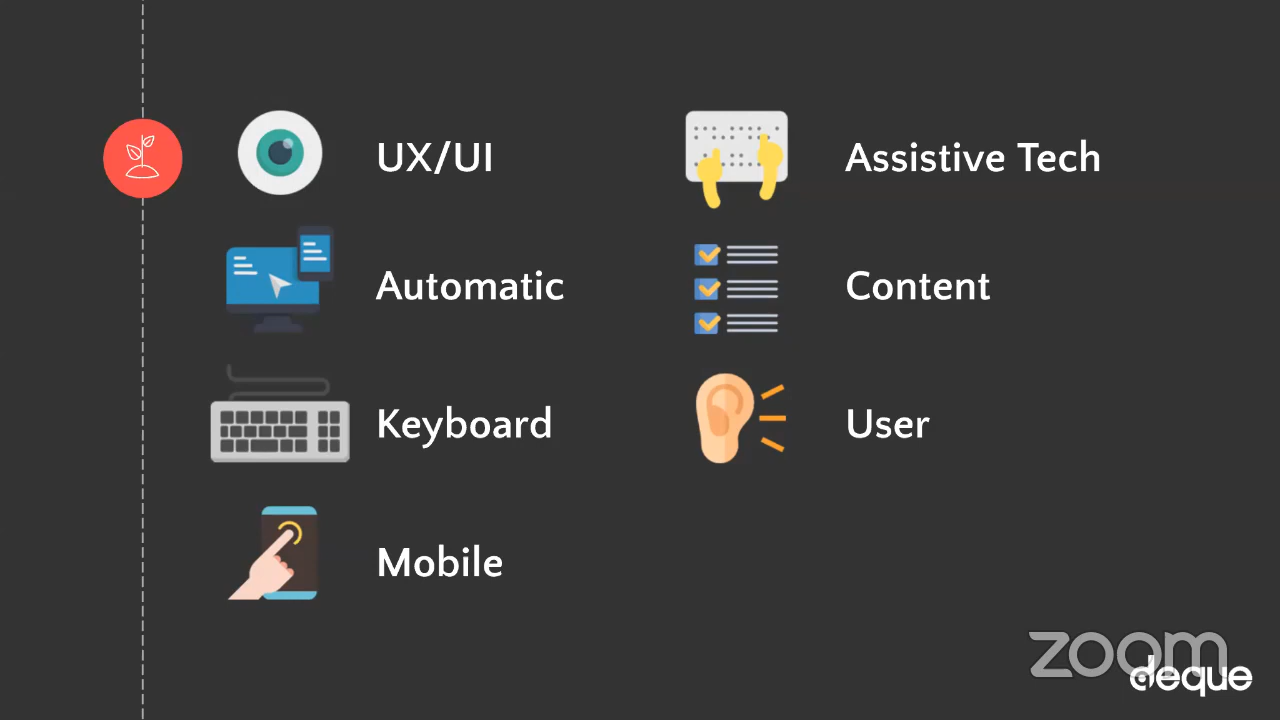 UX/UI
Automatic
Keyboard
Mobile
Assistive Tech
Content
User
zoom
deque